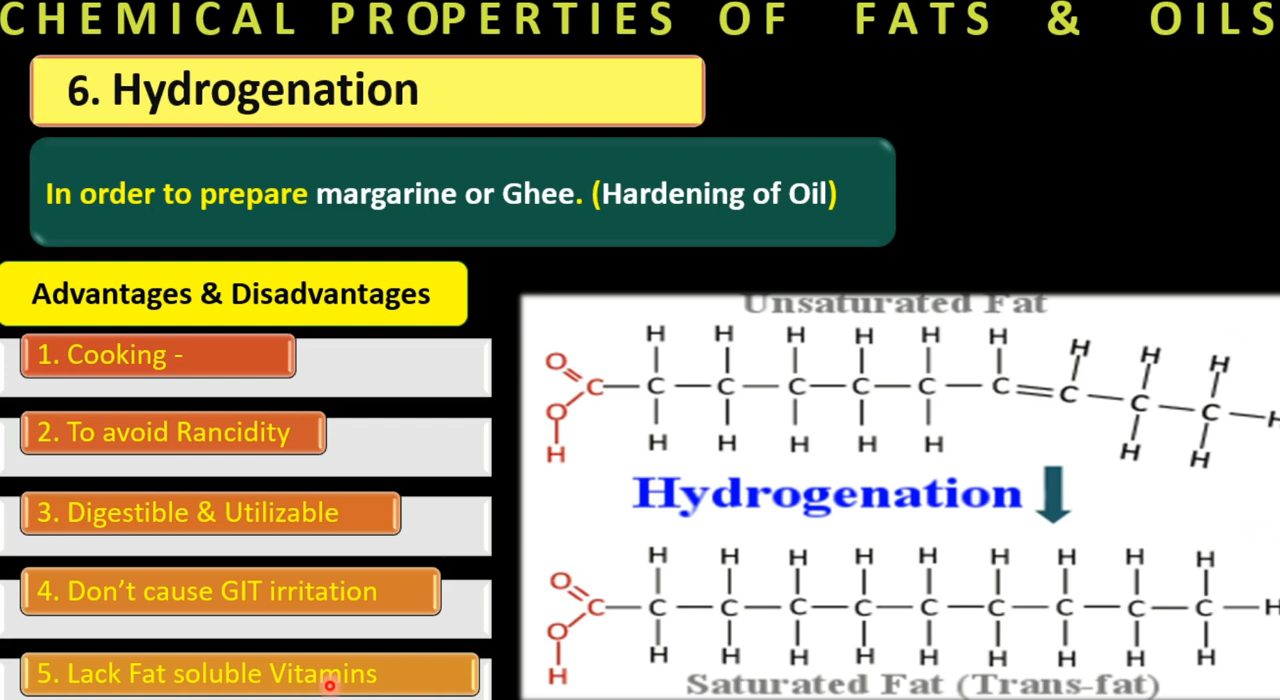 CHEMICAL PROPERTIES OF FATS & OILS
6. Hydrogenation
In order to prepare margarine or Ghee. (Hardening of Oil)
Advantages & Disadvantages
1. Cooking -
2. To avoid Rancidity
3. Digestible & Utilizable
4. Don't cause GIT irritation
5. Lack Fat soluble Vitamins
Unsaturated Fat
H H H H H H H H H
O
C C C C C C C C C C H
O
H H H H H H H H
Hydrogenation
H H H H H H H H H
O
C C C C C C C C C C H
O
H H H H H H H H H H
Saturated Fat (Trans-fat)